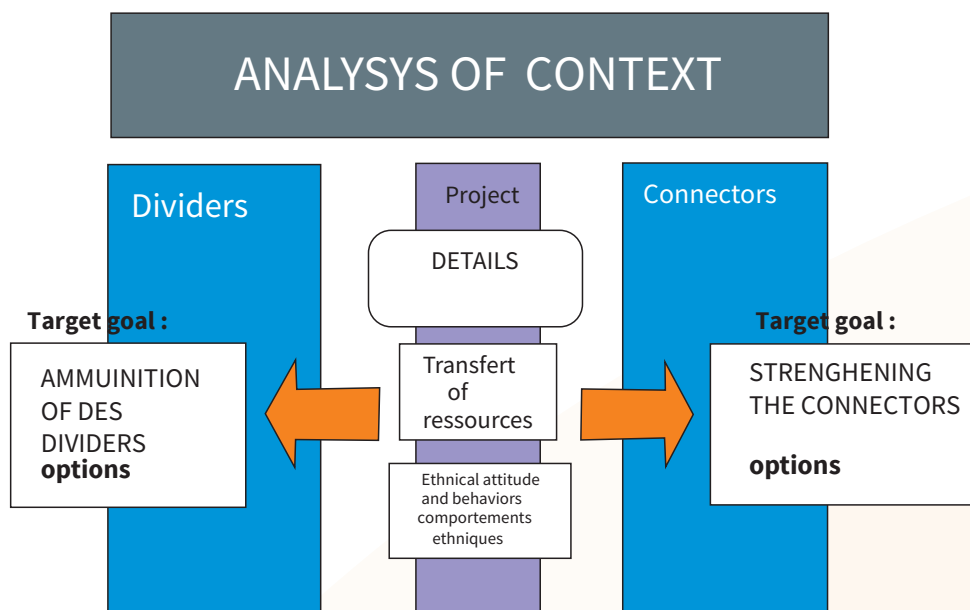 ANALYSYS OF CONTEXT
Dividers
Project
Connectors
DETAILS
Target goal :
AMMUINITION
OF DES
DIVIDERS
options
Transfert
of
ressources
Ethnical attitude
and behaviors
comportements
ethniques
Target goal :
STRENGHENING
THE CONNECTORS
options